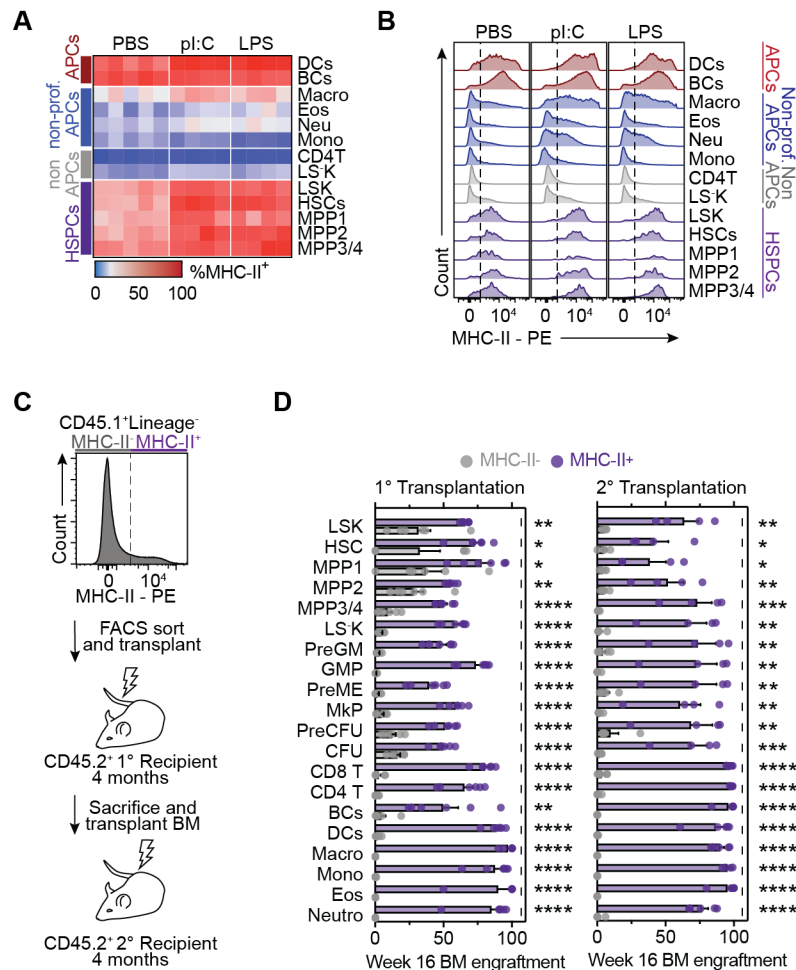 A
PBS pI:C LPS
APCs
non-prof. APCs
non APCs
HSPCs
DCs
BCs
Macro
Eos
Neu
Mono
CD4T
LS⁻K
LSK
HSCs
MPP1
MPP2
MPP3/4
%MHC-II⁺
0 50 100
B
PBS pI:C LPS
Count
DCs
BCs
Macro
Eos
Neu
Mono
CD4T
LS⁻K
LSK
HSCs
MPP1
MPP2
MPP3/4
APCs
Non-prof. APCs
Non APCs
HSPCs
0 10⁴ 0 10⁴ 0 10⁴
MHC-II - PE
C
CD45.1⁺Lineage⁻
MHC-II⁻ MHC-II⁺
Count
0 10⁴
MHC-II - PE
FACS sort
and transplant
CD45.2⁺ 1° Recipient
4 months
Sacrifice and
transplant BM
CD45.2⁺ 2° Recipient
4 months
D
MHC-II- MHC-II+
1° Transplantation 2° Transplantation
LSK ** **
HSC * *
MPP1 * *
MPP2 ** **
MPP3/4 **** ***
LS⁻K **** **
PreGM **** **
GMP **** **
PreME **** **
MkP **** **
PreCFU **** **
CFU **** ***
CD8 T **** ****
CD4 T **** ****
BCs ** ****
DCs **** ****
Macro **** ****
Mono **** ****
Eos **** ****
Neutro **** ****
0 50 100 0 50 100
Week 16 BM engraftment Week 16 BM engraftment